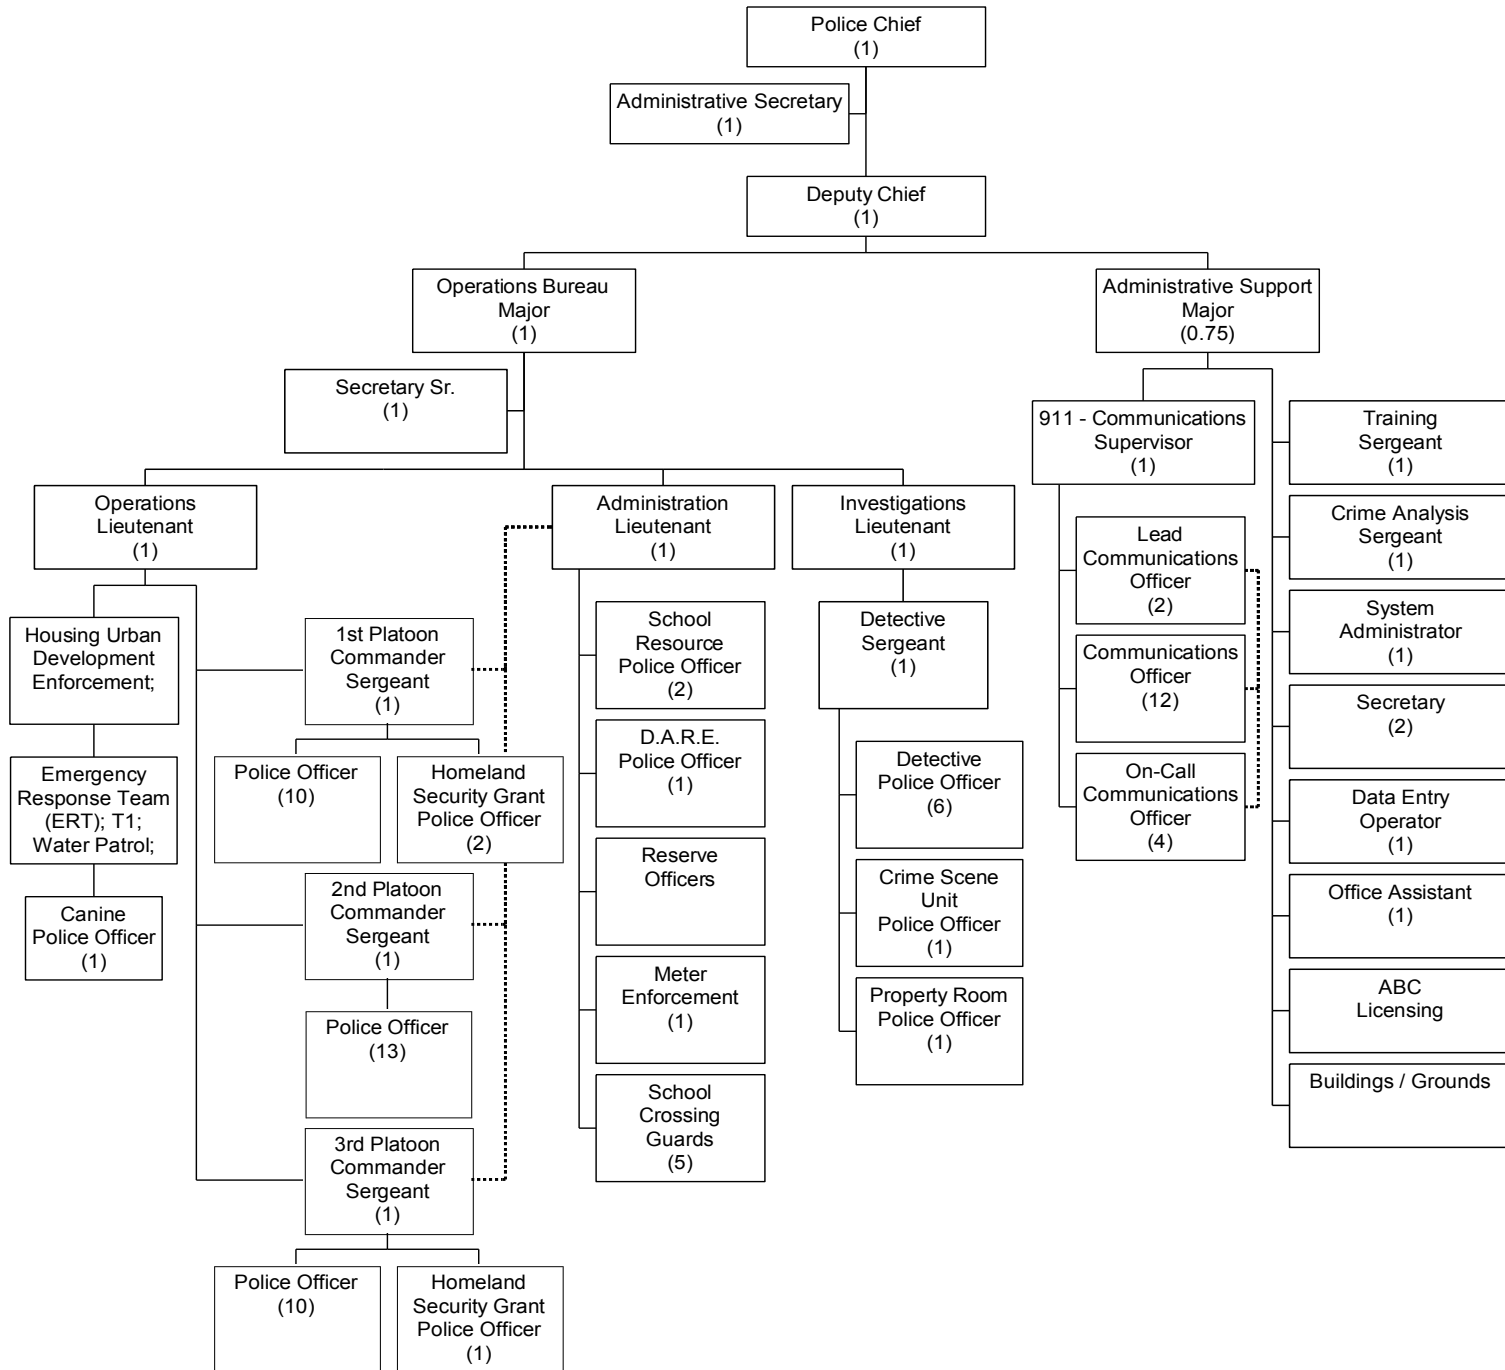 Police Chief
(1)
Administrative Secretary
(1)
Deputy Chief
(1)
Operations Bureau
Major
(1)
Administrative Support
Major
(0.75)
Secretary Sr.
(1)
Operations
Lieutenant
(1)
Housing Urban
Development
Enforcement;
Emergency
Response Team
(ERT); T1;
Water Patrol;
Canine
Police Officer
(1)
1st Platoon
Commander
Sergeant
(1)
Police Officer
(10)
Homeland
Security Grant
Police Officer
(2)
2nd Platoon
Commander
Sergeant
(1)
Police Officer
(13)
3rd Platoon
Commander
Sergeant
(1)
Police Officer
(10)
Homeland
Security Grant
Police Officer
(1)
Administration
Lieutenant
(1)
School
Resource
Police Officer
(2)
D.A.R.E.
Police Officer
(1)
Reserve
Officers
Meter
Enforcement
(1)
School
Crossing
Guards
(5)
Investigations
Lieutenant
(1)
Detective
Sergeant
(1)
Detective
Police Officer
(6)
Crime Scene
Unit
Police Officer
(1)
Property Room
Police Officer
(1)
911 - Communications
Supervisor
(1)
Lead
Communications
Officer
(2)
Communications
Officer
(12)
On-Call
Communications
Officer
(4)
Training
Sergeant
(1)
Crime Analysis
Sergeant
(1)
System
Administrator
(1)
Secretary
(2)
Data Entry
Operator
(1)
Office Assistant
(1)
ABC
Licensing
Buildings / Grounds